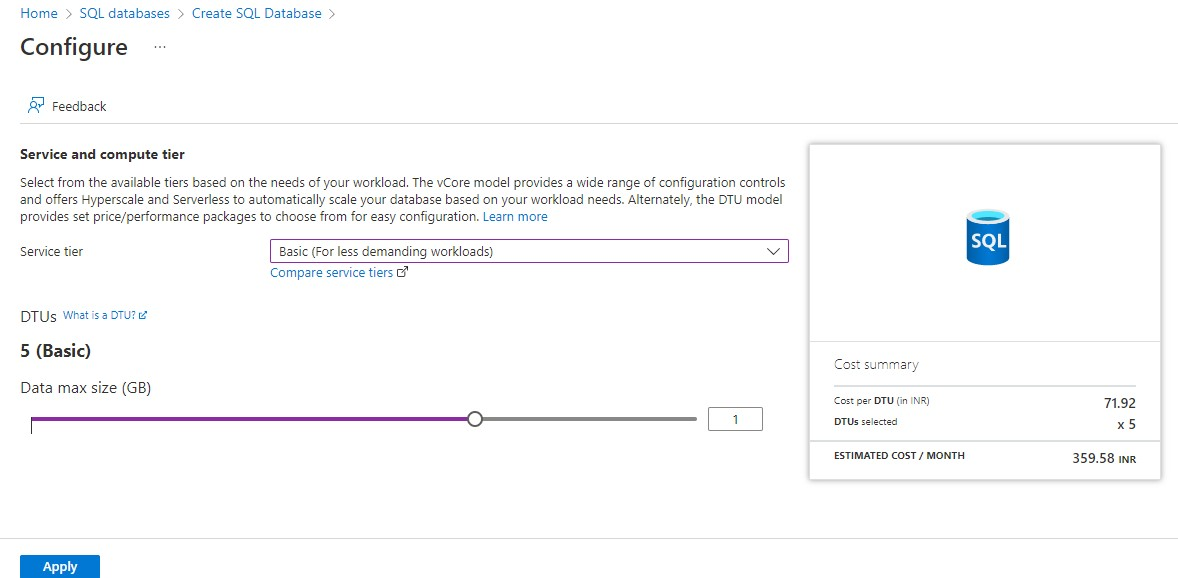 Home > SQL databases > Create SQL Database >
Configure ...
Feedback
Service and compute tier
Select from the available tiers based on the needs of your workload. The vCore model provides a wide range of configuration controls
and offers Hyperscale and Serverless to automatically scale your database based on your workload needs. Alternately, the DTU model
provides set price/performance packages to choose from for easy configuration. Learn more
Service tier
Basic (For less demanding workloads)
Compare service tiers
DTUs What is a DTU?
5 (Basic)
Data max size (GB)
1
SQL
Cost summary
Cost per DTU (in INR) 71.92
DTUs selected x 5
ESTIMATED COST / MONTH 359.58 INR
Apply